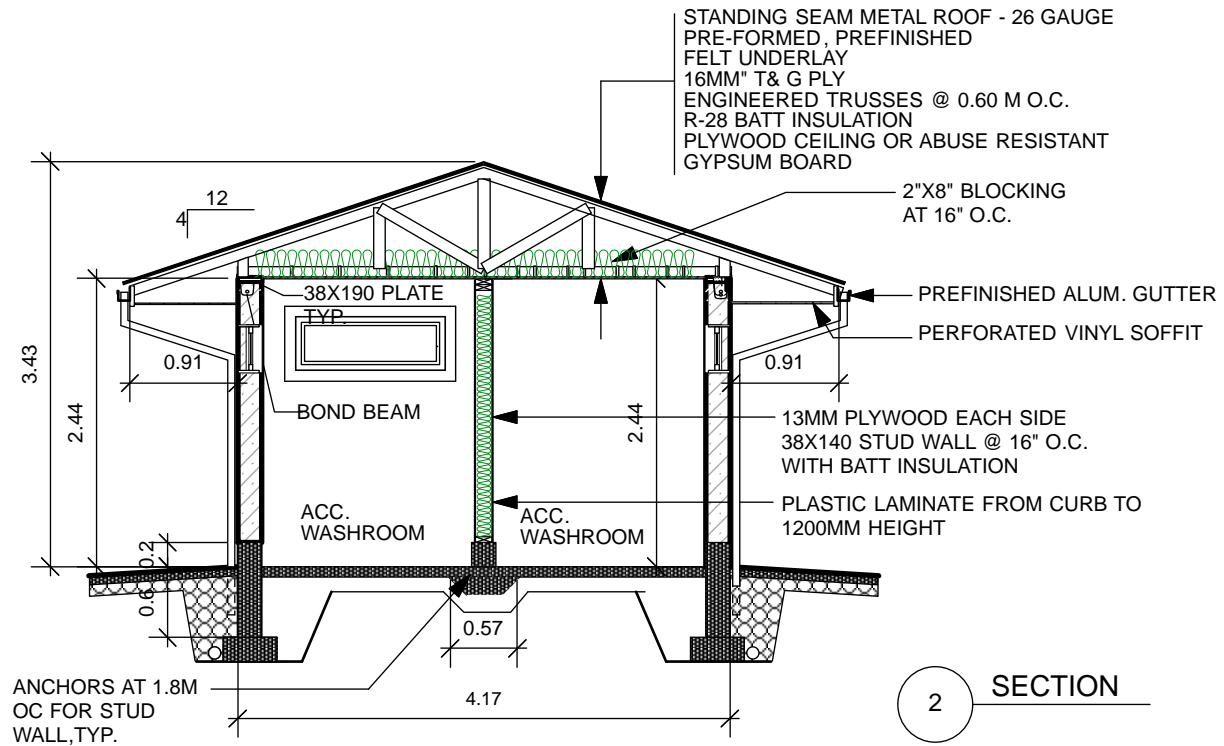 STANDING SEAM METAL ROOF - 26 GAUGE
PRE-FORMED, PREFINISHED
FELT UNDERLAY
16MM" T& G PLY
ENGINEERED TRUSSES @ 0.60 M O.C.
R-28 BATT INSULATION
PLYWOOD CEILING OR ABUSE RESISTANT
GYPSUM BOARD
2"X8" BLOCKING
AT 16" O.C.
12
4
38X190 PLATE
TYP.
PREFINISHED ALUM. GUTTER
PERFORATED VINYL SOFFIT
3.43
2.44
0.91
0.91
BOND BEAM
2.44
13MM PLYWOOD EACH SIDE
38X140 STUD WALL @ 16" O.C.
WITH BATT INSULATION
PLASTIC LAMINATE FROM CURB TO
1200MM HEIGHT
ACC.
WASHROOM
ACC.
WASHROOM
0.2
0.6
0.57
4.17
ANCHORS AT 1.8M
OC FOR STUD
WALL,TYP.
2
SECTION